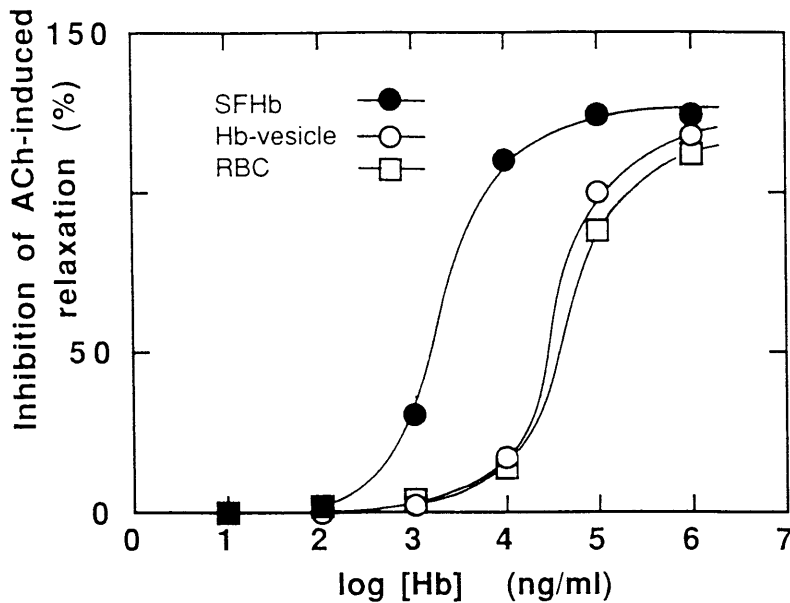 Inhibition of ACh-induced
relaxation (%)
150
50
0
SFHb
Hb-vesicle
RBC
0 1 2 3 4 5 6 7
log [Hb] (ng/ml)